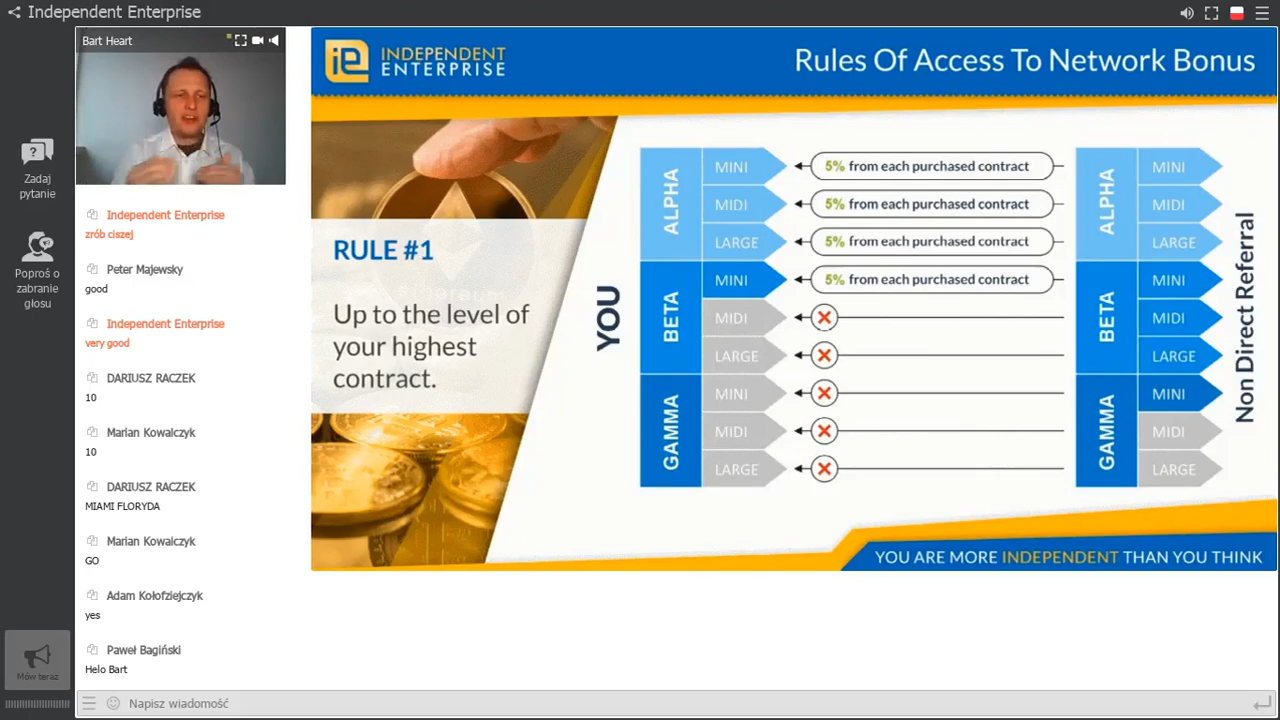 Independent Enterprise
Bart Heart
Zadaj
pytanie
Poproś o
zabranie
głosu
Mów teraz
Independent Enterprise
zrób ciszej
Peter Majewsky
good
Independent Enterprise
very good
DARIUSZ RACZEK
10
Marian Kowalczyk
10
DARIUSZ RACZEK
MIAMI FLORYDA
Marian Kowalczyk
GO
Adam Kołofziejczyk
yes
Paweł Bagiński
Helo Bart
Napisz wiadomość
ie INDEPENDENT
ENTERPRISE
Rules Of Access To Network Bonus
RULE #1
Up to the level of
your highest
contract.
YOU
ALPHA
MINI
MIDI
LARGE
BETA
MINI
MIDI
LARGE
GAMMA
MINI
MIDI
LARGE
5% from each purchased contract
5% from each purchased contract
5% from each purchased contract
5% from each purchased contract
ALPHA
MINI
MIDI
LARGE
BETA
MINI
MIDI
LARGE
GAMMA
MINI
MIDI
LARGE
Non Direct Referral
YOU ARE MORE INDEPENDENT THAN YOU THINK